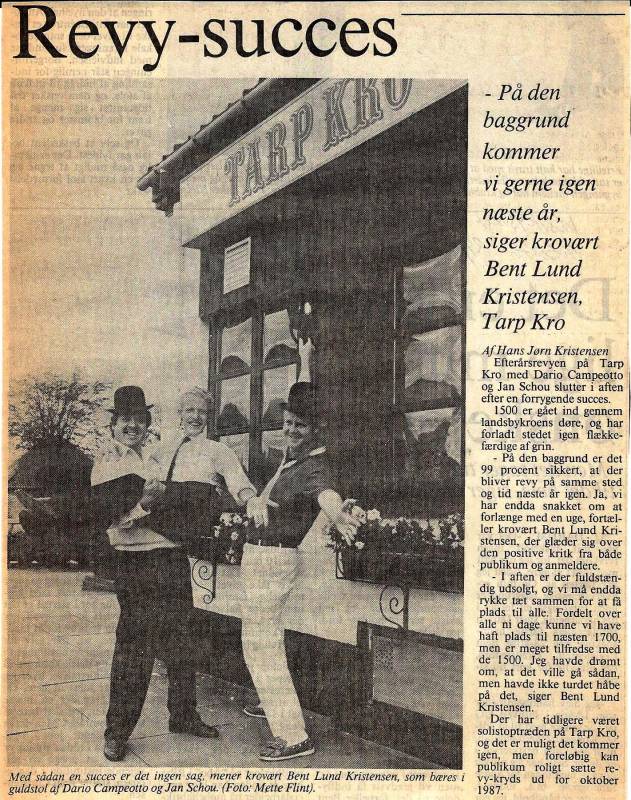 Revy-succes
TARP KRO
- På den
baggrund
kommer
vi gerne igen
næste år,
siger krovært
Bent Lund
Kristensen,
Tarp Kro
Af Hans Jørn Kristensen
Efterårsrevyen på Tarp
Kro med Dario Campeotto
og Jan Schou slutter i aften
efter en forrygende succes.
1500 er gået ind gennem
landsbykroens døre, og har
forladt stedet igen flække-
færdige af grin.
- På den baggrund er det
99 procent sikkert, at der
bliver revy på samme sted
og tid næste år igen. Ja, vi
har endda snakket om at
forlænge med en uge, fortæl-
ler krovært Bent Lund Kri-
stensen, der glæder sig over
den positive kritk fra både
publikum og anmeldere.
- I aften er der fuldstæn-
dig udsolgt, og vi må endda
rykke tæt sammen for at få
plads til alle. Fordelt over
alle ni dage kunne vi have
haft plads til næsten 1700,
men er meget tilfredse med
de 1500. Jeg havde drømt
om, at det ville gå sådan,
men havde ikke turdet håbe
på det, siger Bent Lund
Kristensen.
Der har tidligere været
solistoptræden på Tarp Kro,
og det er muligt det kommer
igen, men foreløbig kan
publikum roligt sætte re-
vy-kryds ud for oktober
1987.
Med sådan en succes er det ingen sag, mener krovært Bent Lund Kristensen, som bæres i
guldstol af Dario Campeotto og Jan Schou. (Foto: Mette Flint).